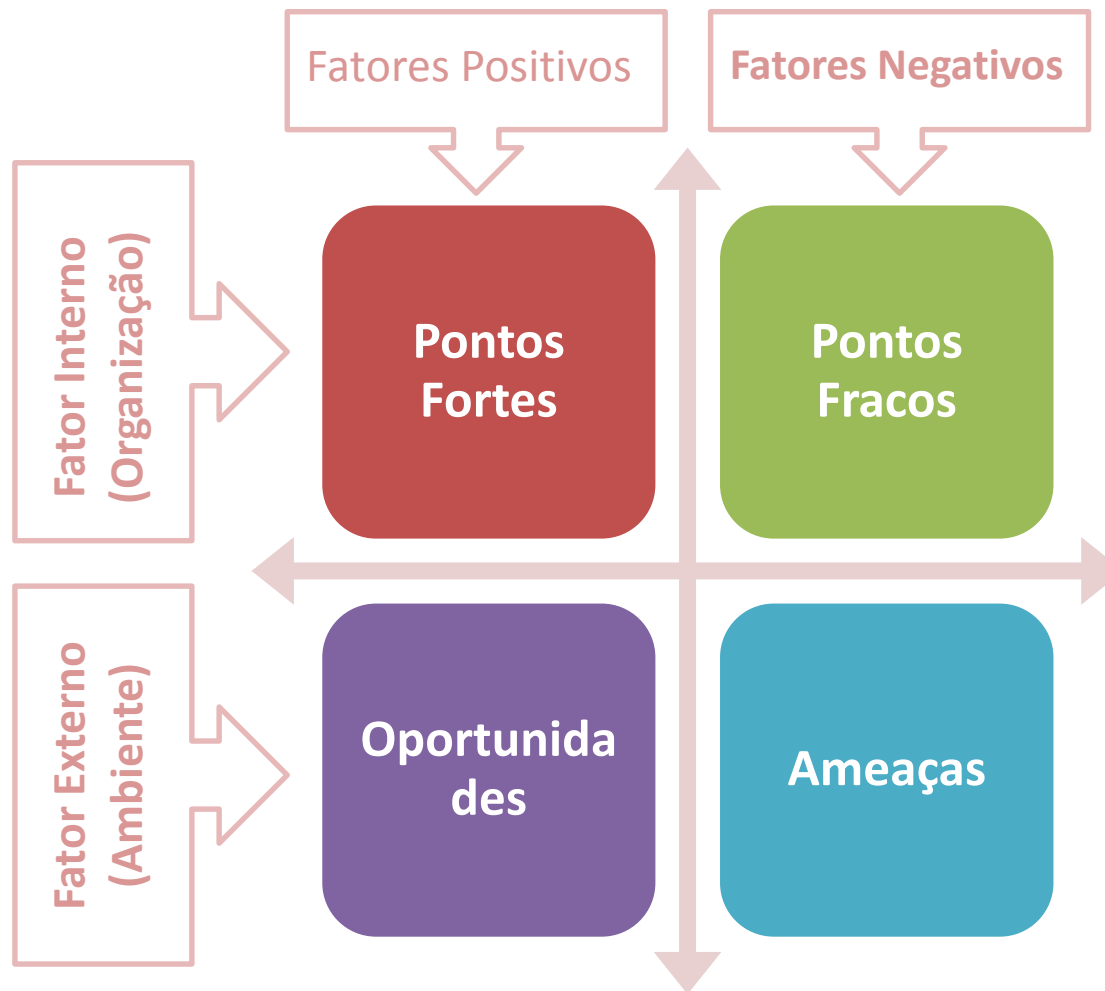 Fatores Positivos
Fatores Negativos
Fator Interno
(Organização)
Pontos
Fortes
Pontos
Fracos
Fator Externo
(Ambiente)
Oportunida
des
Ameaças